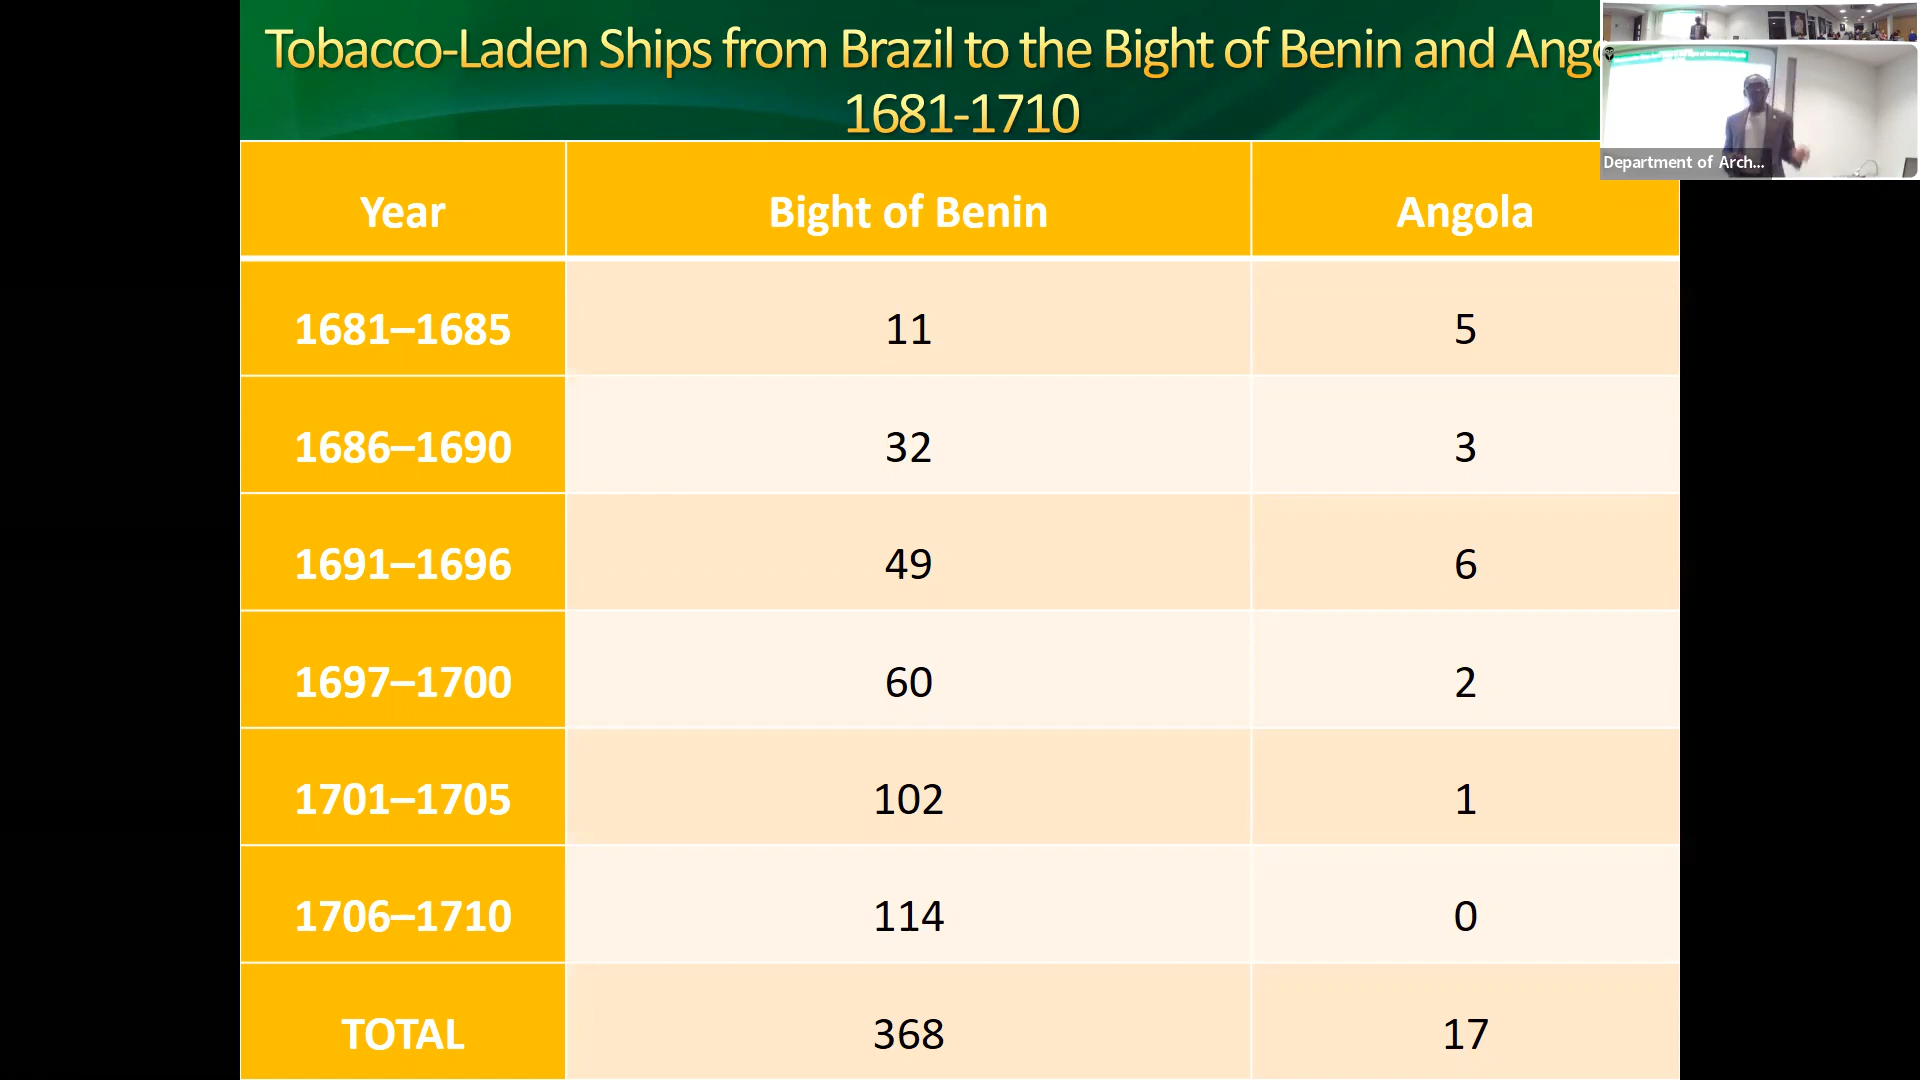 Tobacco-Laden Ships from Brazil to the Bight of Benin and Ango
1681-1710
Year Bight of Benin Angola
1681–1685 11 5
1686–1690 32 3
1691–1696 49 6
1697–1700 60 2
1701–1705 102 1
1706–1710 114 0
TOTAL 368 17
Department of Arch...